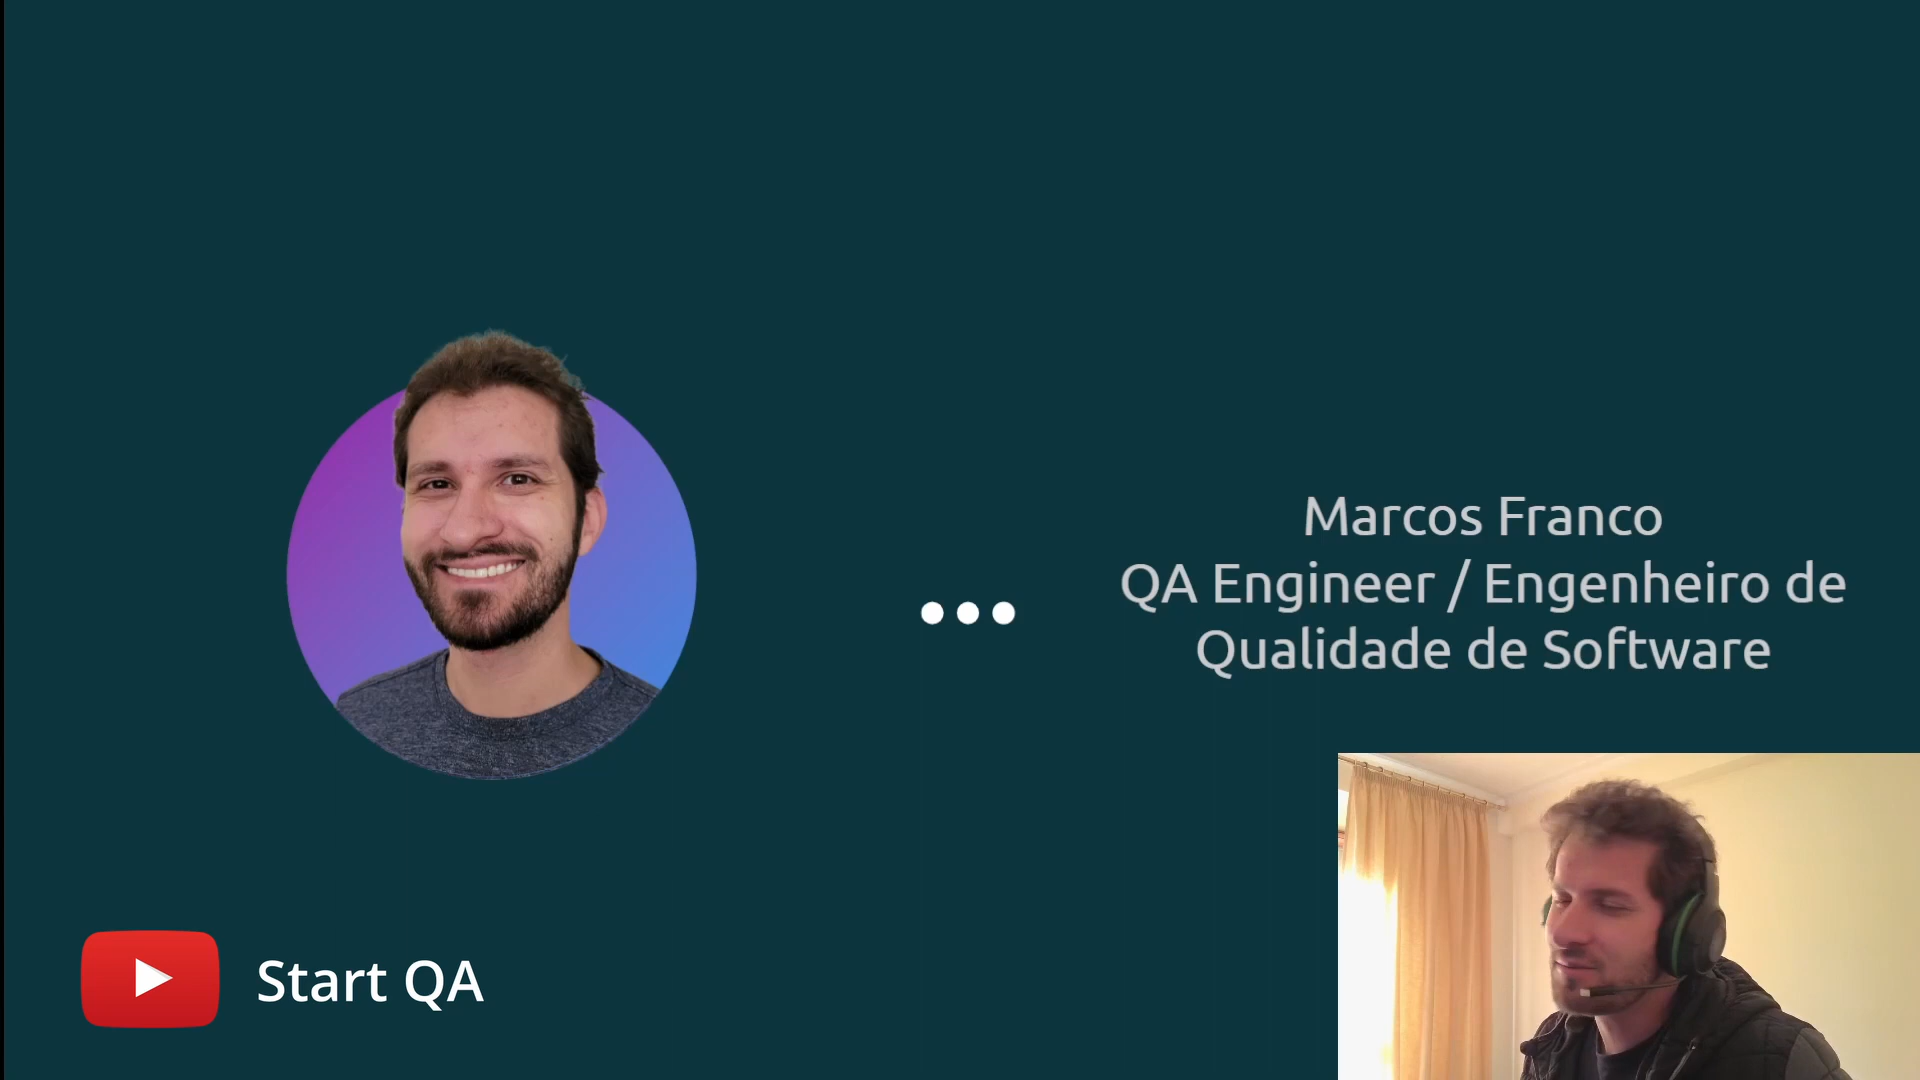 Marcos Franco
QA Engineer / Engenheiro de
Qualidade de Software
Start QA